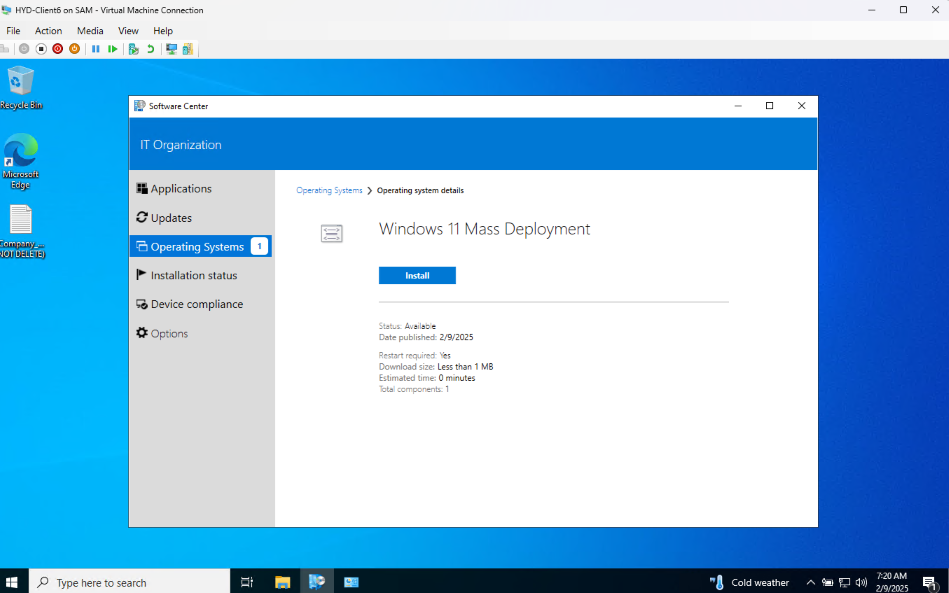 HYD-Client6 on SAM - Virtual Machine Connection
File Action Media View Help
Recycle Bin
Microsoft
Edge
Company_...
NOT DELETE)
Software Center
IT Organization
Applications
Updates
Operating Systems 1
Installation status
Device compliance
Options
Operating Systems > Operating system details
Windows 11 Mass Deployment
Install
Status: Available
Date published: 2/9/2025
Restart required: Yes
Download size: Less than 1 MB
Estimated time: 0 minutes
Total components: 1
Type here to search
Cold weather
7:20 AM
2/9/2025
1